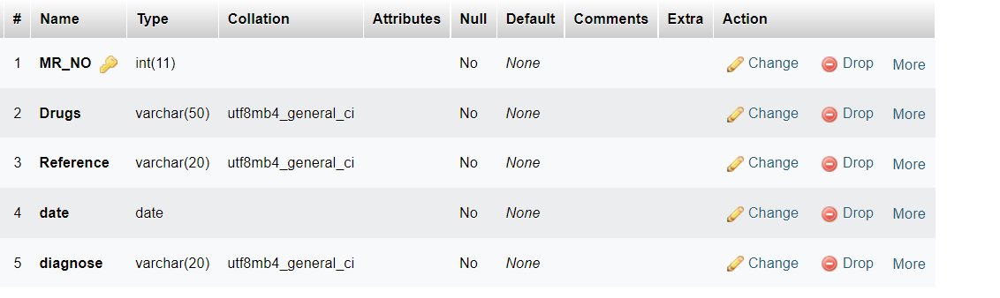 # Name Type Collation Attributes Null Default Comments Extra Action
1 MR_NO int(11) No None Change Drop More
2 Drugs varchar(50) utf8mb4_general_ci No None Change Drop More
3 Reference varchar(20) utf8mb4_general_ci No None Change Drop More
4 date date No None Change Drop More
5 diagnose varchar(20) utf8mb4_general_ci No None Change Drop More